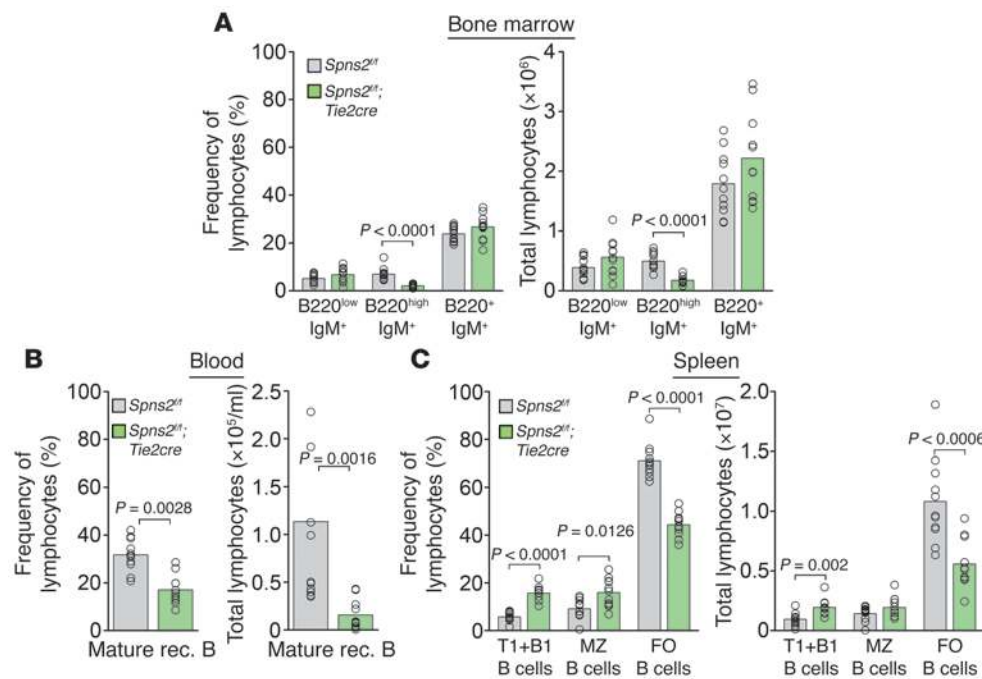 A
Bone marrow
Frequency of
lymphocytes (%)
100
80
60
40
20
0
Spns2f/f
Spns2f/f;
Tie2cre
P < 0.0001
B220low
IgM+
B220high
IgM+
B220+
IgM+
Total lymphocytes (×10⁶)
4
3
2
1
0
P < 0.0001
B220low
IgM+
B220high
IgM+
B220+
IgM+
B
Blood
Frequency of
lymphocytes (%)
100
80
60
40
20
0
Spns2f/f
Spns2f/f;
Tie2cre
P = 0.0028
Mature rec. B
Total lymphocytes (×10⁵/ml)
2.5
2.0
1.5
1.0
0.5
0
P = 0.0016
Mature rec. B
C
Spleen
Frequency of
lymphocytes (%)
100
80
60
40
20
0
Spns2f/f
Spns2f/f;
Tie2cre
P < 0.0001
P = 0.0126
P < 0.0001
T1+B1
B cells
MZ
B cells
FO
B cells
Total lymphocytes (×10⁷)
2.0
1.5
1.0
0.5
0
P = 0.002
P < 0.0006
T1+B1
B cells
MZ
B cells
FO
B cells